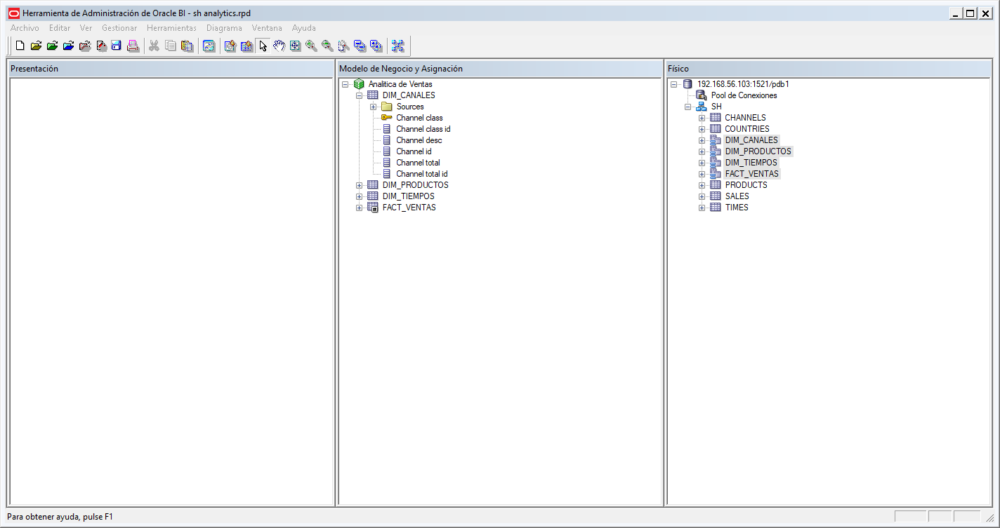 Herramienta de Administración de Oracle BI - sh analytics.rpd
Archivo Editar Ver Gestionar Herramientas Diagrama Ventana Ayuda
Presentación
Modelo de Negocio y Asignación
Analitica de Ventas
DIM_CANALES
Sources
Channel class
Channel class id
Channel desc
Channel id
Channel total
Channel total id
DIM_PRODUCTOS
DIM_TIEMPOS
FACT_VENTAS
Físico
192.168.56.103:1521/pdb1
Pool de Conexiones
SH
CHANNELS
COUNTRIES
DIM_CANALES
DIM_PRODUCTOS
DIM_TIEMPOS
FACT_VENTAS
PRODUCTS
SALES
TIMES
Para obtener ayuda, pulse F1